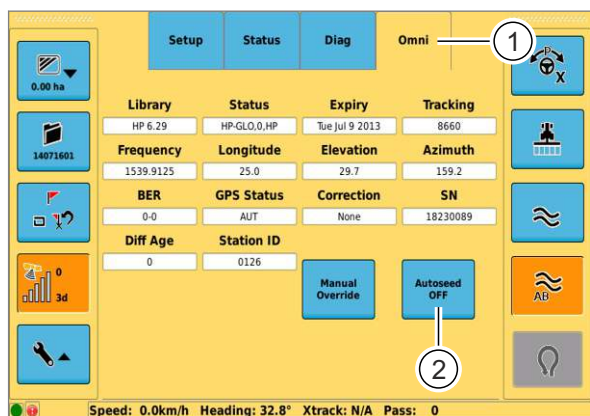 Setup Status Diag Omni
1
P
X
0.00 ha
Library Status Expiry Tracking
HP 6.29 HP-GLO,0,HP Tue Jul 9 2013 8660
14071601
Frequency Longitude Elevation Azimuth
1539.9125 25.0 29.7 159.2
BER GPS Status Correction SN
0-0 AUT None 18230089
Diff Age Station ID
0 0126
0
3d
Manual
Override
Autoseed
OFF
AB
2
Speed: 0.0km/h Heading: 32.8° Xtrack: N/A Pass: 0